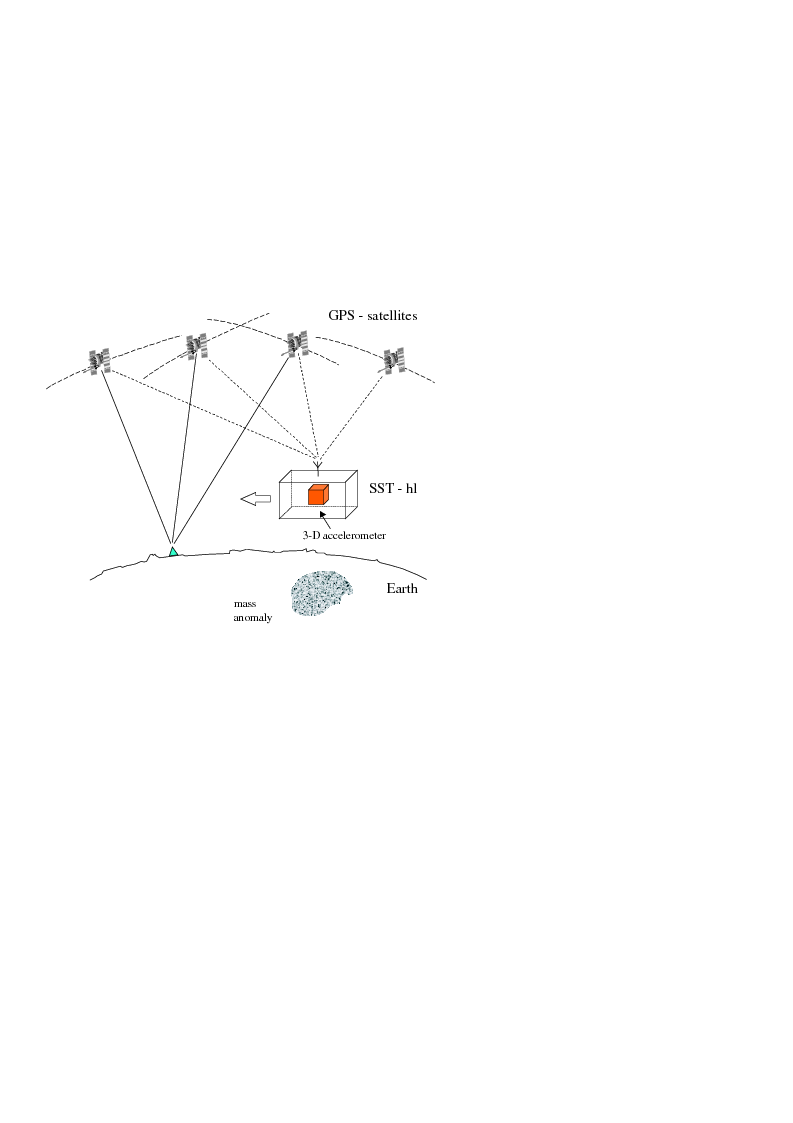 GPS - satellites
SST - hl
3-D accelerometer
Earth
mass
anomaly